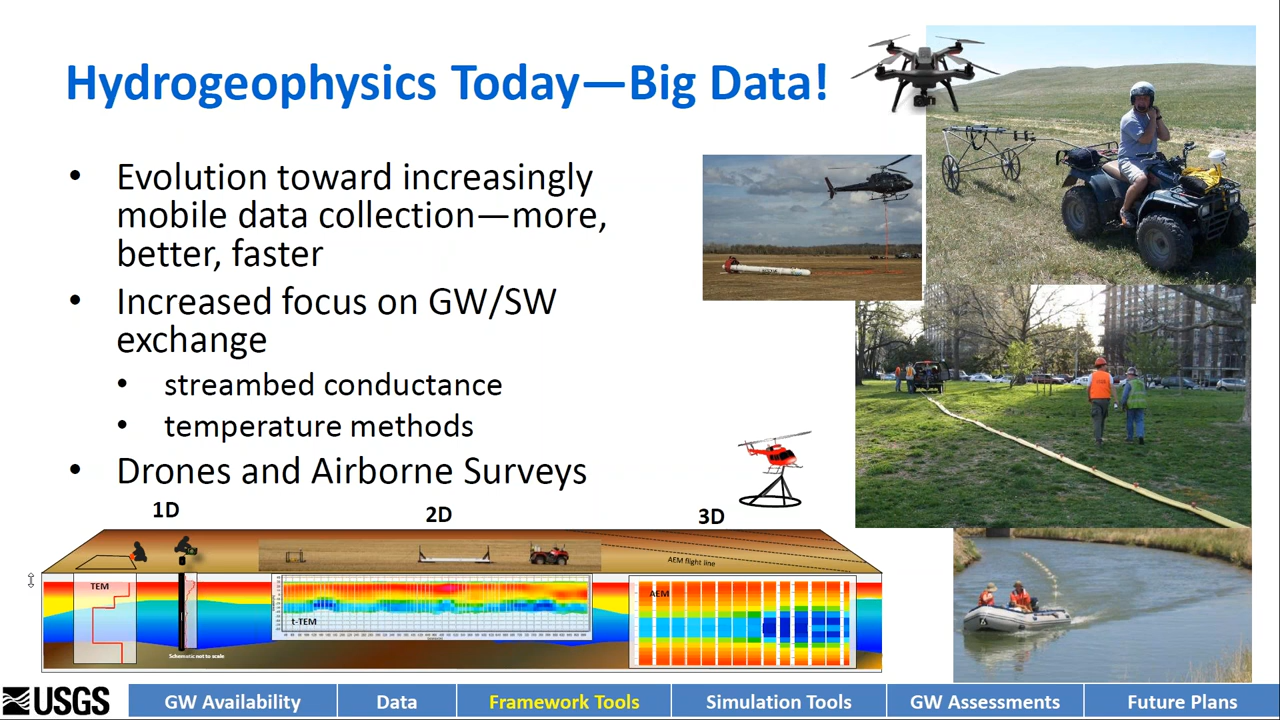 Hydrogeophysics Today—Big Data!
• Evolution toward increasingly
mobile data collection—more,
better, faster
• Increased focus on GW/SW
exchange
• streambed conductance
• temperature methods
• Drones and Airborne Surveys
1D
2D
3D
AEM flight line
TEM
t-TEM
AEM
Schematic not to scale
USGS
GW Availability
Data
Framework Tools
Simulation Tools
GW Assessments
Future Plans